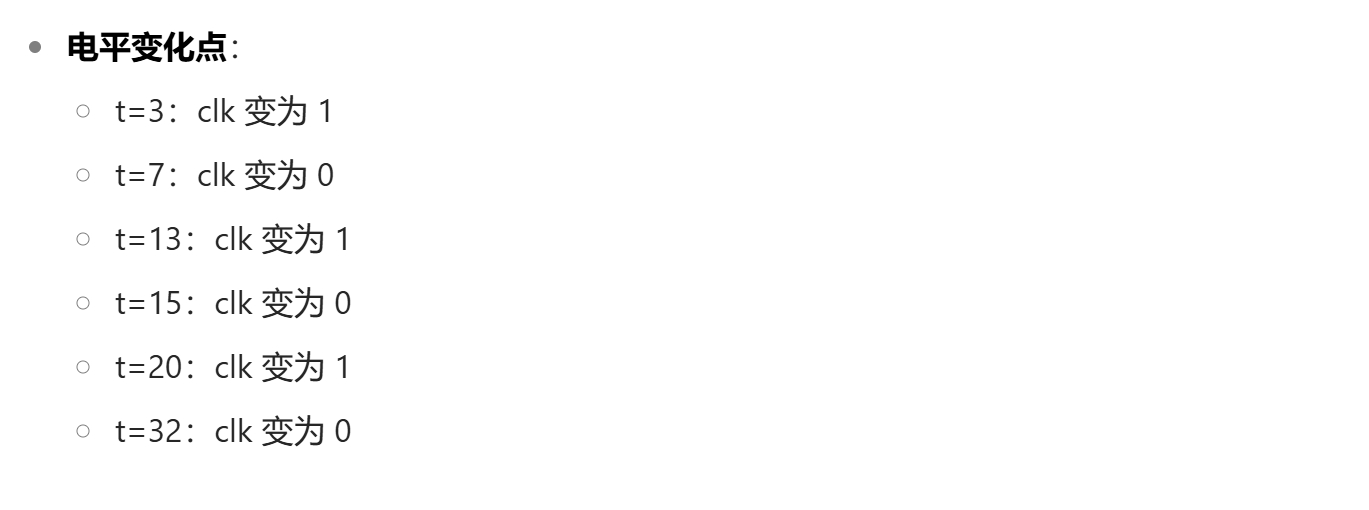 电平变化点：
t=3：clk 变为 1
t=7：clk 变为 0
t=13：clk 变为 1
t=15：clk 变为 0
t=20：clk 变为 1
t=32：clk 变为 0